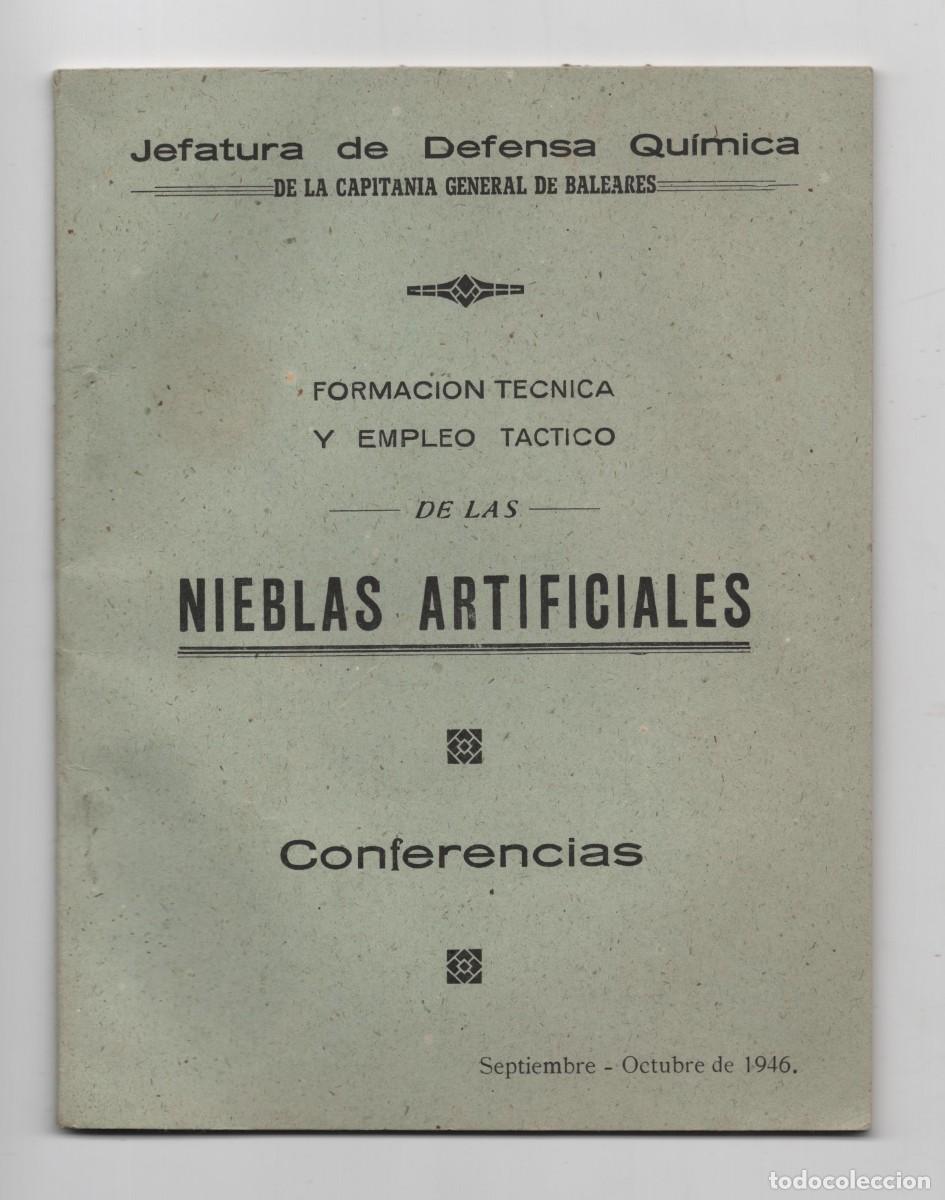 Jefatura de Defensa Química
DE LA CAPITANIA GENERAL DE BALEARES
FORMACION TECNICA
Y EMPLEO TACTICO
DE LAS
NIEBLAS ARTIFICIALES
Conferencias
Septiembre - Octubre de 1946.
todocoleccion